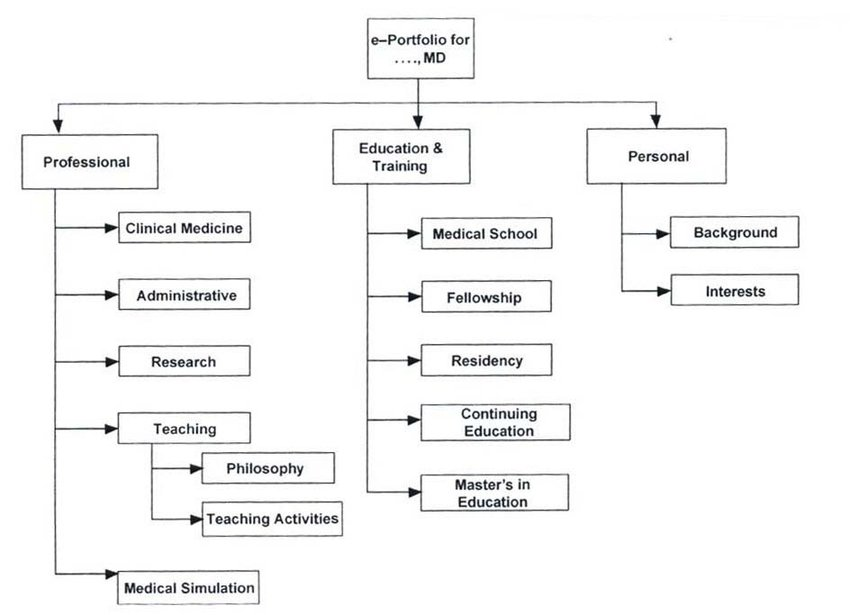 e–Portfolio for
...., MD
Professional
Education &
Training
Personal
Clinical Medicine
Administrative
Research
Teaching
Philosophy
Teaching Activities
Medical Simulation
Medical School
Fellowship
Residency
Continuing
Education
Master's in
Education
Background
Interests